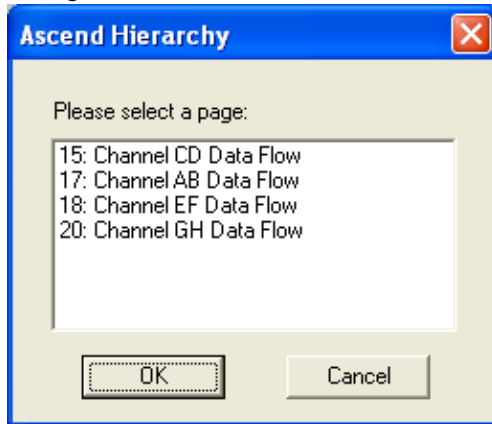 Ascend Hierarchy
Please select a page:
15: Channel CD Data Flow
17: Channel AB Data Flow
18: Channel EF Data Flow
20: Channel GH Data Flow
OK
Cancel